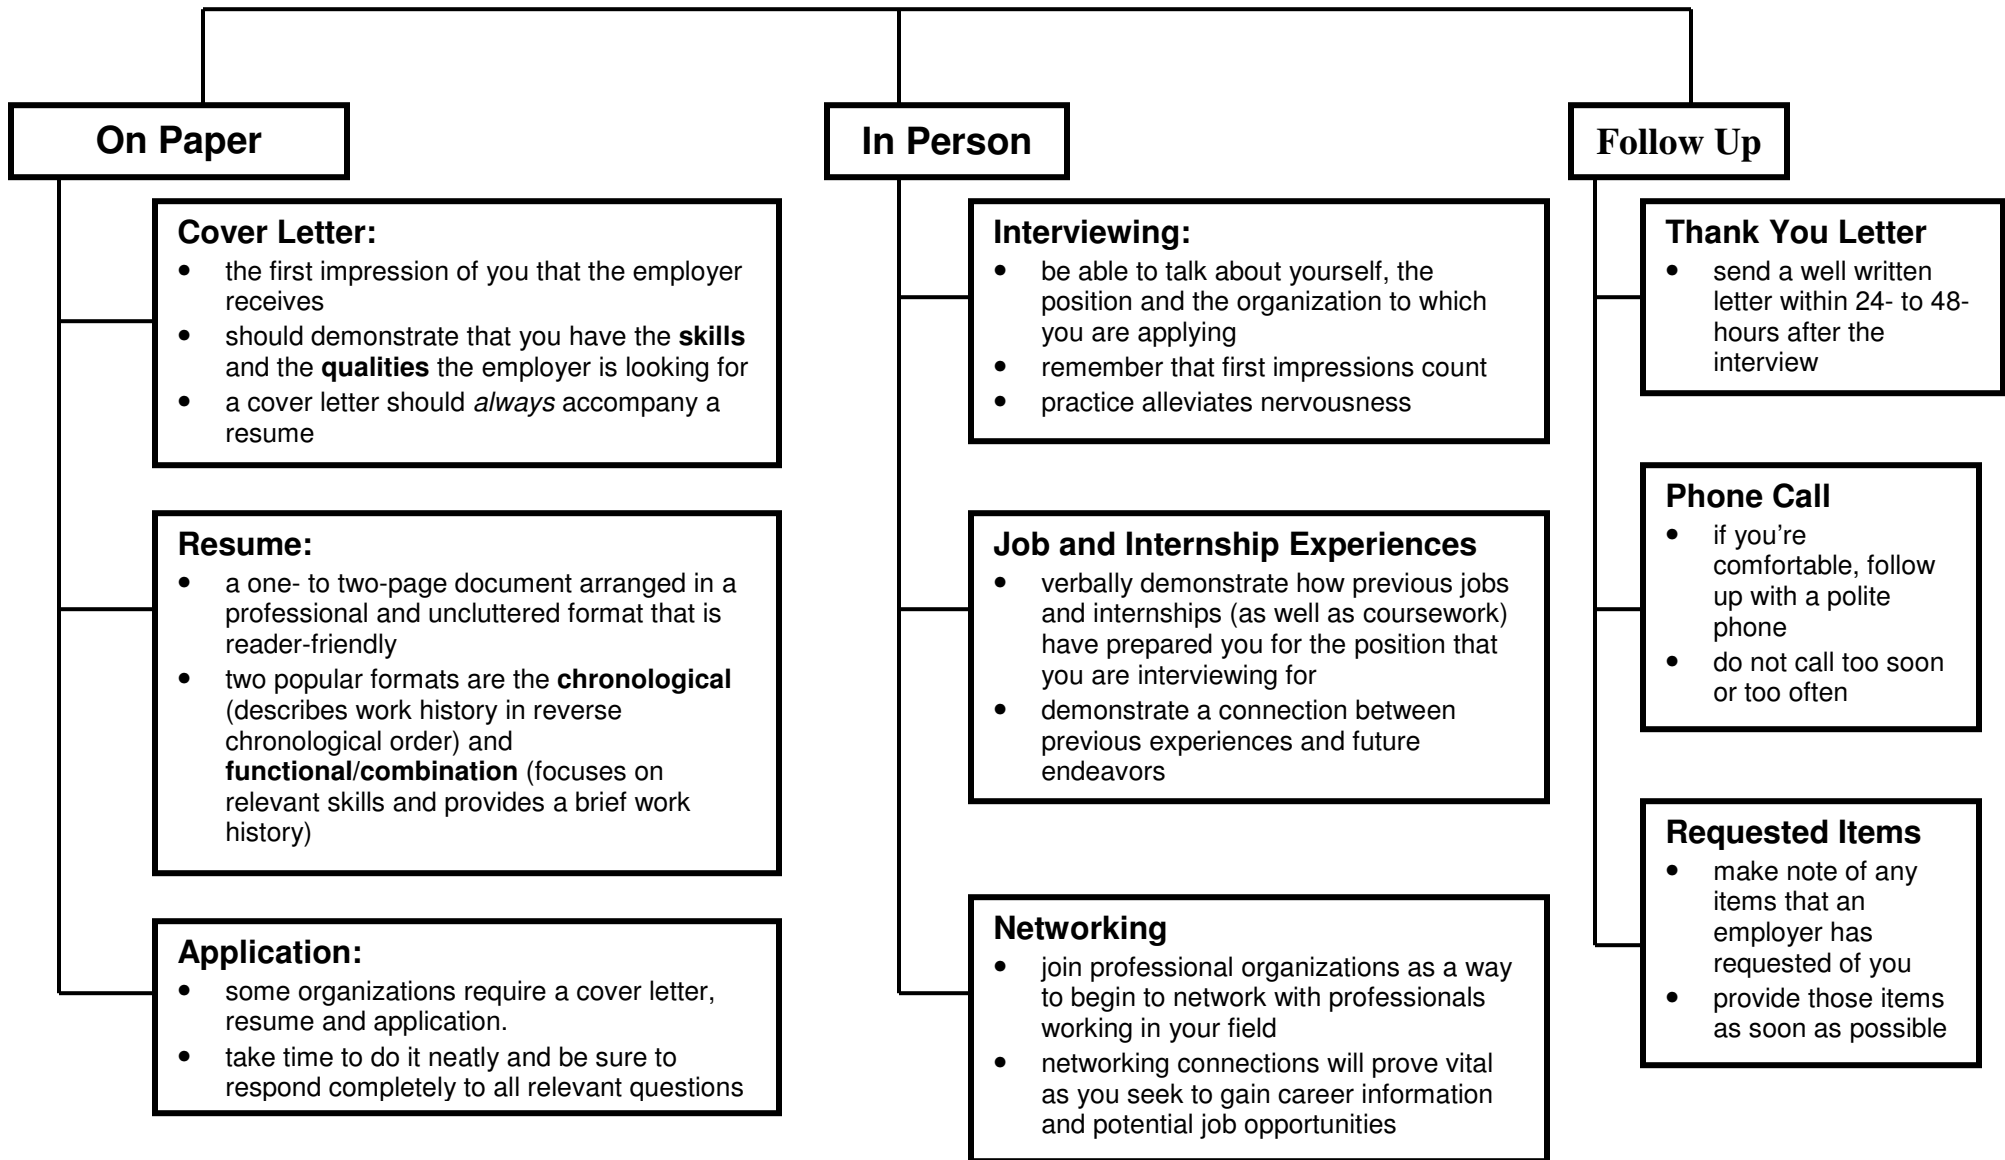 On Paper
Cover Letter:
• the first impression of you that the employer
receives
• should demonstrate that you have the skills
and the qualities the employer is looking for
• a cover letter should always accompany a
resume
Resume:
• a one- to two-page document arranged in a
professional and uncluttered format that is
reader-friendly
• two popular formats are the chronological
(describes work history in reverse
chronological order) and
functional/combination (focuses on
relevant skills and provides a brief work
history)
Application:
• some organizations require a cover letter,
resume and application.
• take time to do it neatly and be sure to
respond completely to all relevant questions
In Person
Interviewing:
• be able to talk about yourself, the
position and the organization to which
you are applying
• remember that first impressions count
• practice alleviates nervousness
Job and Internship Experiences
• verbally demonstrate how previous jobs
and internships (as well as coursework)
have prepared you for the position that
you are interviewing for
• demonstrate a connection between
previous experiences and future
endeavors
Networking
• join professional organizations as a way
to begin to network with professionals
working in your field
• networking connections will prove vital
as you seek to gain career information
and potential job opportunities
Follow Up
Thank You Letter
• send a well written
letter within 24- to 48-
hours after the
interview
Phone Call
• if you’re
comfortable, follow
up with a polite
phone
• do not call too soon
or too often
Requested Items
• make note of any
items that an
employer has
requested of you
• provide those items
as soon as possible